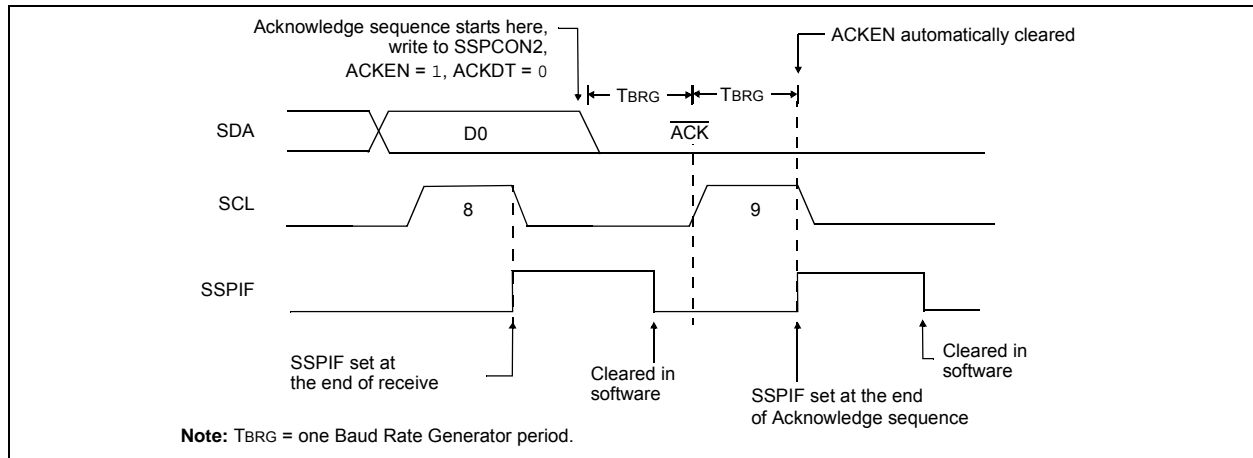 Acknowledge sequence starts here,
write to SSPCON2,
ACKEN = 1, ACKDT = 0
ACKEN automatically cleared
TBRG
TBRG
SDA
D0
ACK
SCL
8
9
SSPIF
SSPIF set at
the end of receive
Cleared in
software
SSPIF set at the end
of Acknowledge sequence
Cleared in
software
Note: TBRG = one Baud Rate Generator period.